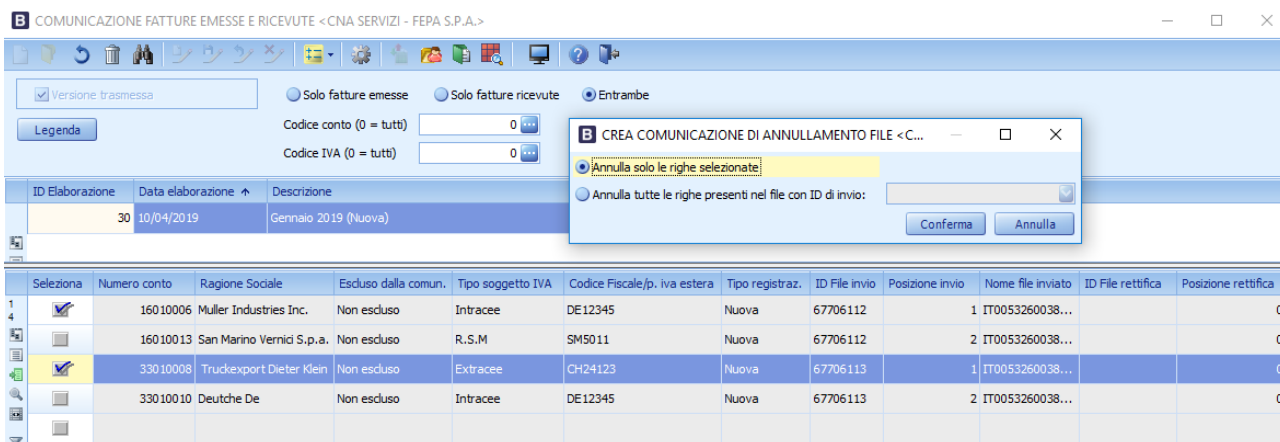 B COMUNICAZIONE FATTURE EMESSE E RICEVUTE <CNA SERVIZI - FEPA S.P.A.>
Versione trasmessa
Solo fatture emesse Solo fatture ricevute Entrambe
Legenda
Codice conto (0 = tutti) 0
Codice IVA (0 = tutti) 0
B CREA COMUNICAZIONE DI ANNULLAMENTO FILE <C...
Annulla solo le righe selezionate
Annulla tutte le righe presenti nel file con ID di invio:
Conferma Annulla
ID Elaborazione Data elaborazione Descrizione
30 10/04/2019 Gennaio 2019 (Nuova)
Seleziona Numero conto Ragione Sociale Escluso dalla comun. Tipo soggetto IVA Codice Fiscale/p. iva estera Tipo registraz. ID File invio Posizione invio Nome file inviato ID File rettifica Posizione rettifica
1
4
16010006 Muller Industries Inc. Non escluso Intracee DE12345 Nuova 67706112 1 IT0053260038... 0
16010013 San Marino Vernici S.p.a. Non escluso R.S.M SM5011 Nuova 67706112 2 IT0053260038... 0
33010008 Truckexport Dieter Klein Non escluso Extracee CH24123 Nuova 67706113 1 IT0053260038... 0
33010010 Deutche De Non escluso Intracee DE12345 Nuova 67706113 2 IT0053260038... 0